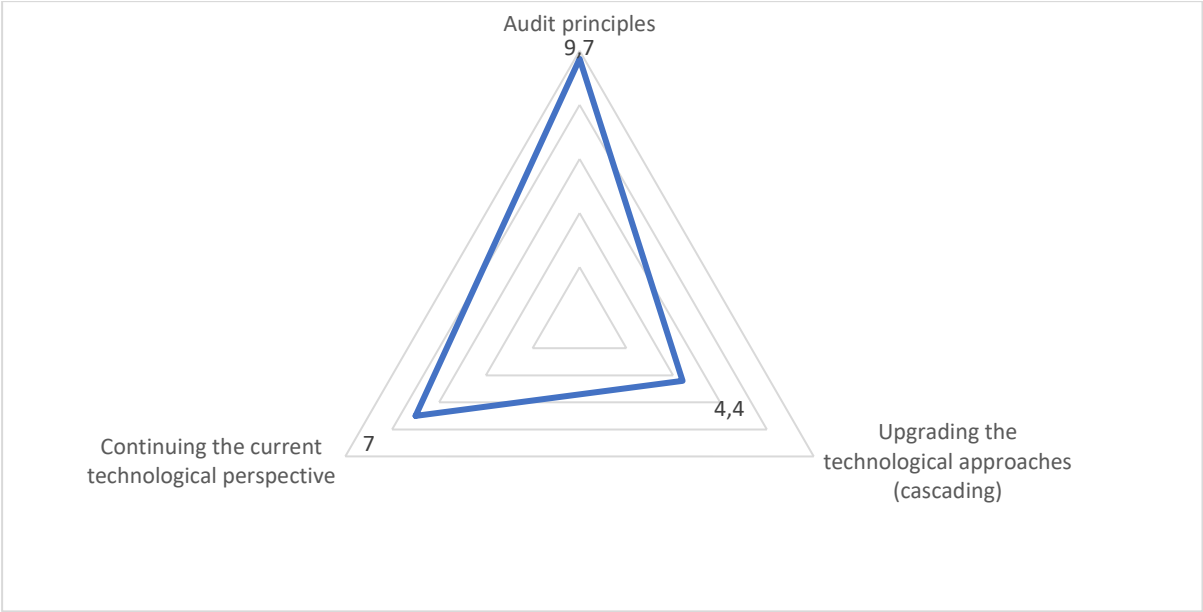 Audit principles
9,7
4,4
7
Continuing the current
technological perspective
Upgrading the
technological approaches
(cascading)